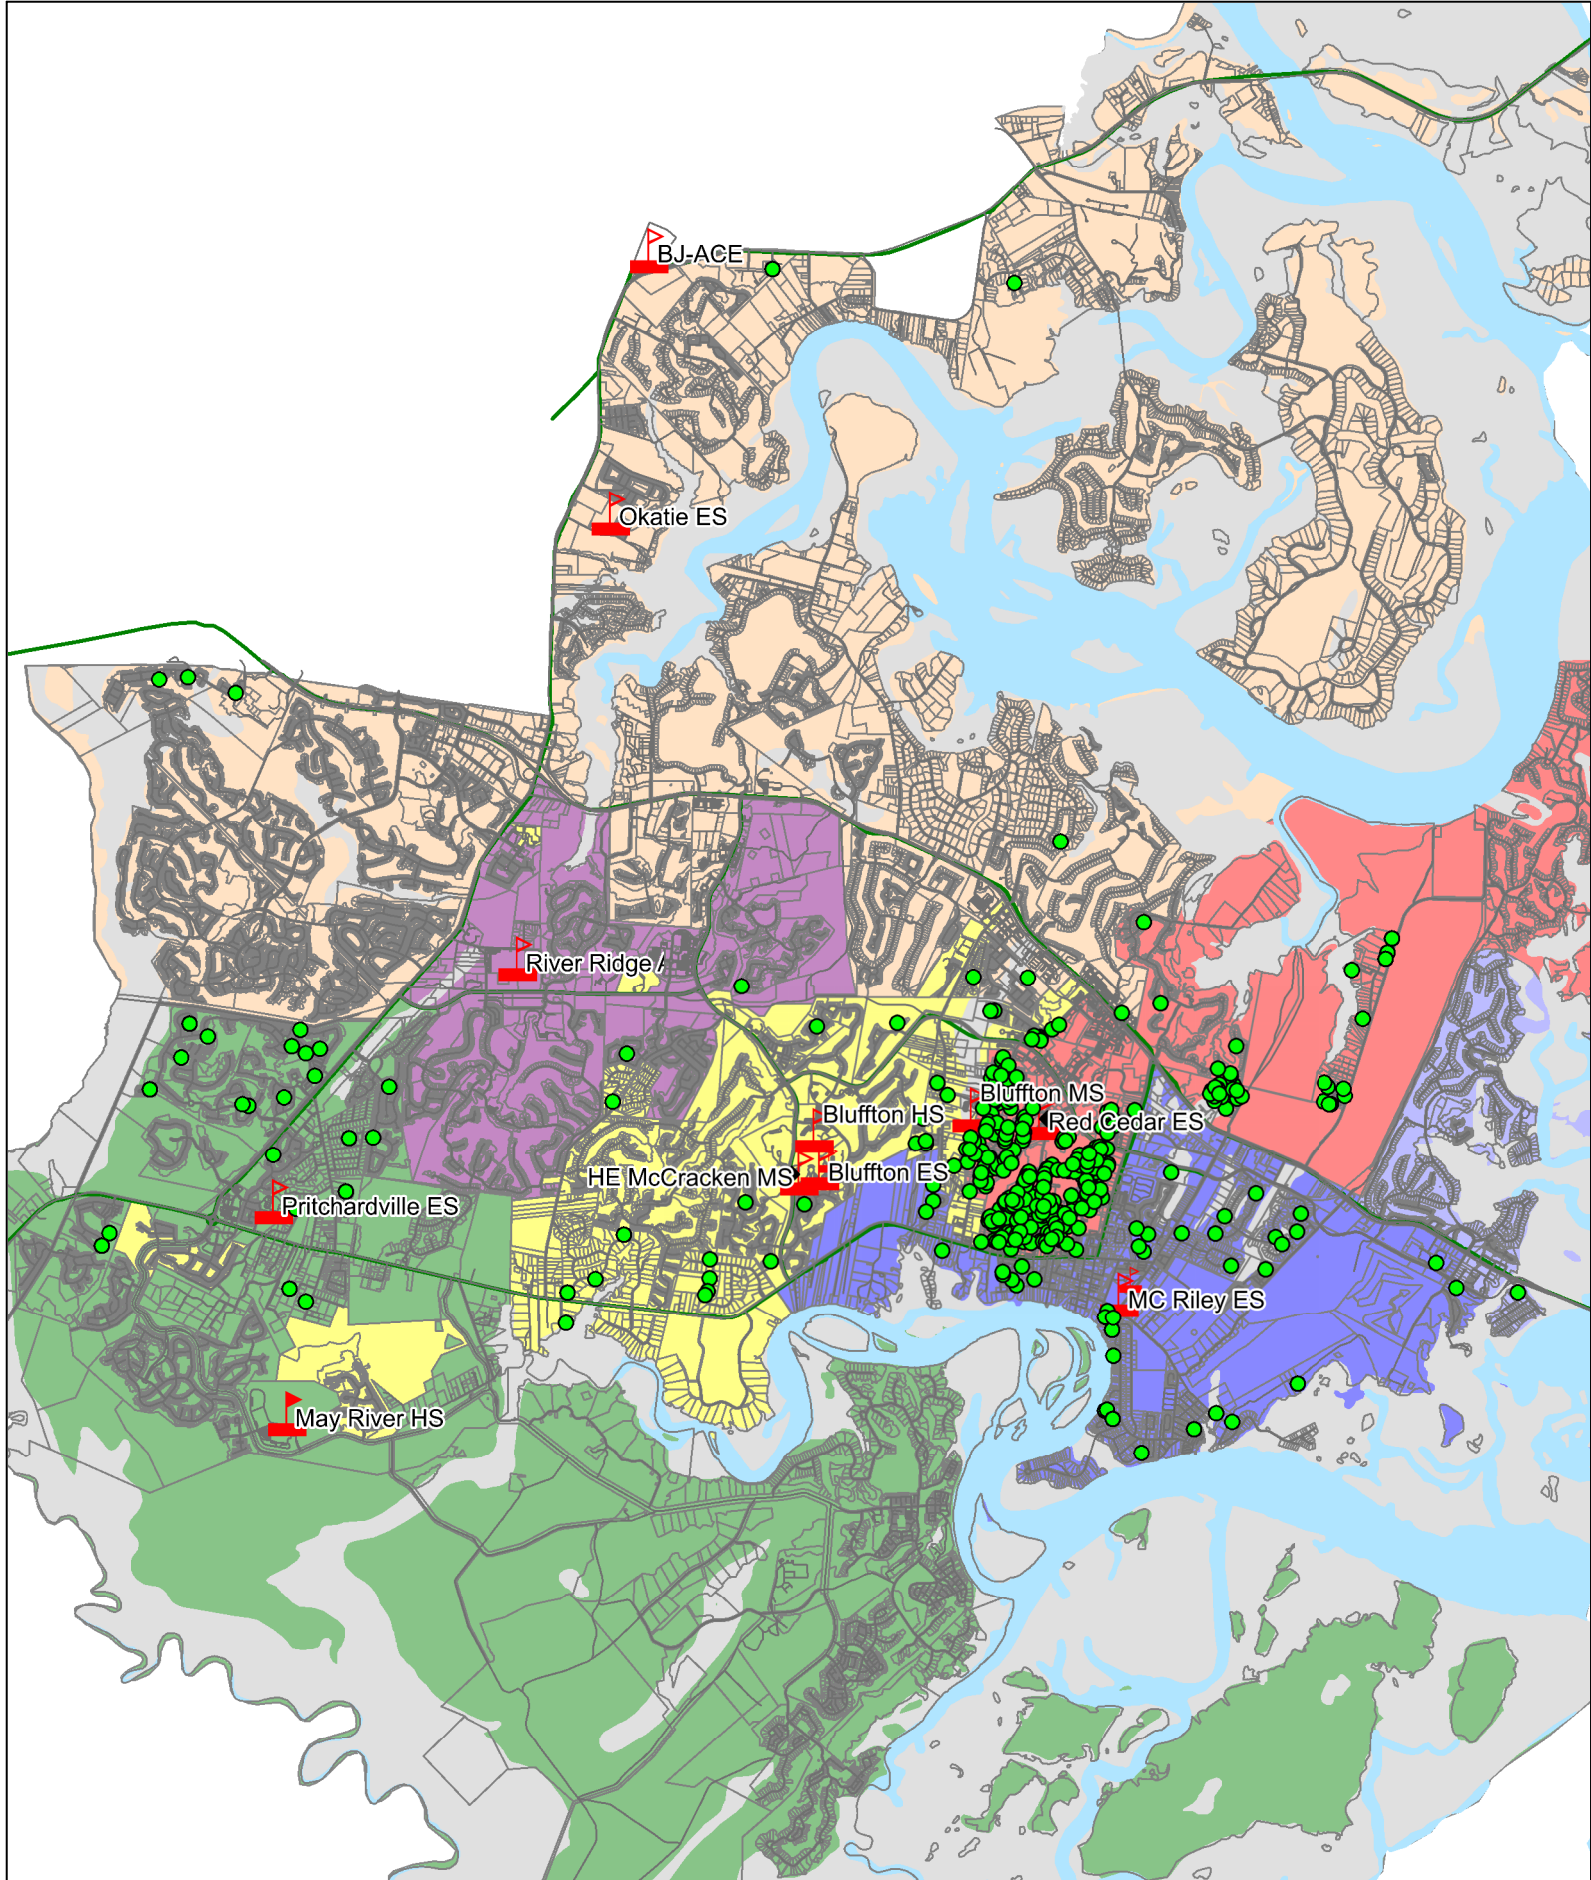 BJ-ACE
Okatie ES
River Ridge A
Bluffton MS
Bluffton HS
Red Cedar ES
HE McCracken MS
Bluffton ES
Pritchardville ES
MC Riley ES
May River HS